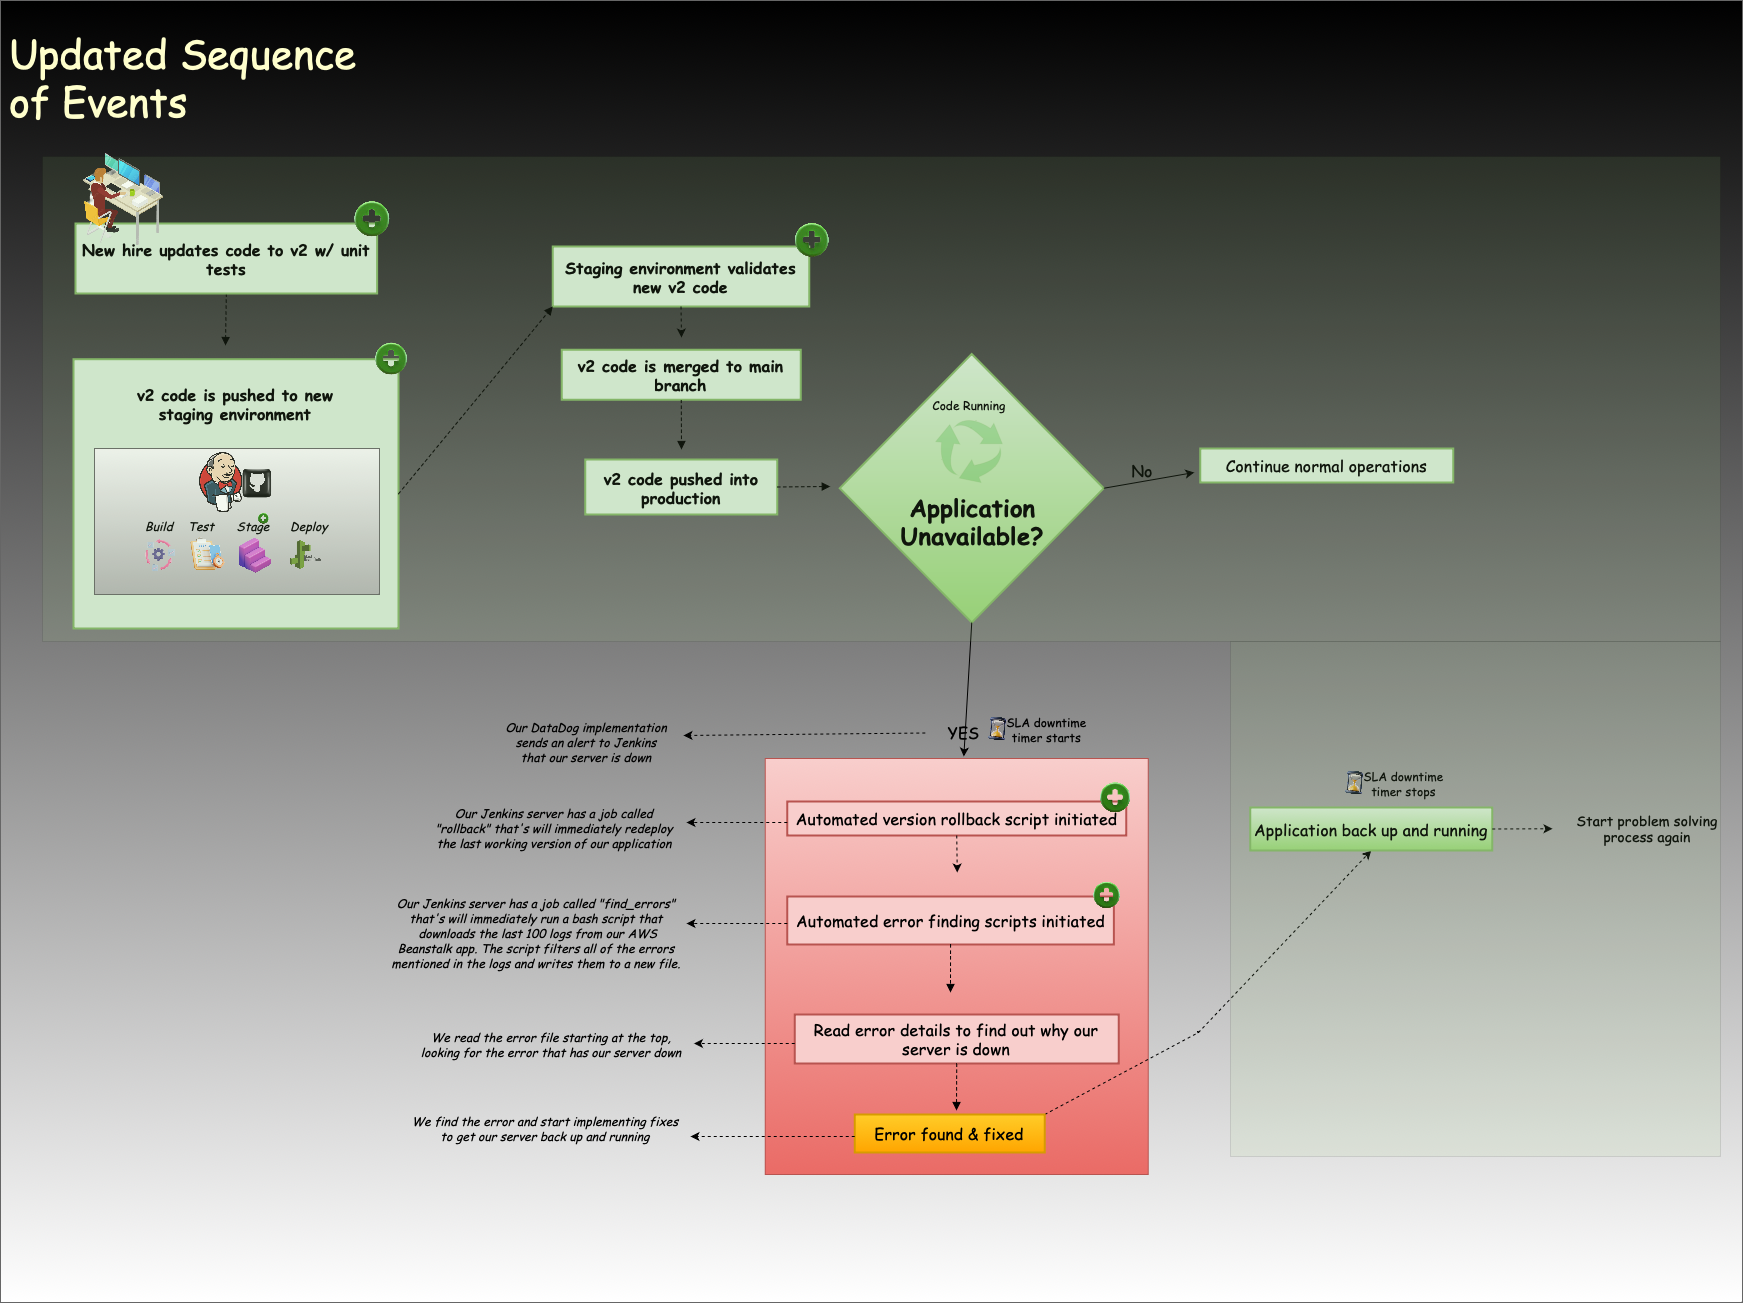 Updated Sequence
of Events
New hire updates code to v2 w/ unit
tests
v2 code is pushed to new
staging environment
Build Test Stage Deploy
Staging environment validates
new v2 code
v2 code is merged to main
branch
v2 code pushed into
production
Code Running
Application
Unavailable?
No
Continue normal operations
YES
SLA downtime
timer starts
Our DataDog implementation
sends an alert to Jenkins
that our server is down
Automated version rollback script initiated
Our Jenkins server has a job called
"rollback" that's will immediately redeploy
the last working version of our application
Automated error finding scripts initiated
Our Jenkins server has a job called "find_errors"
that's will immediately run a bash script that
downloads the last 100 logs from our AWS
Beanstalk app. The script filters all of the errors
mentioned in the logs and writes them to a new file.
Read error details to find out why our
server is down
We read the error file starting at the top,
looking for the error that has our server down
Error found & fixed
We find the error and start implementing fixes
to get our server back up and running
SLA downtime
timer stops
Application back up and running
Start problem solving
process again